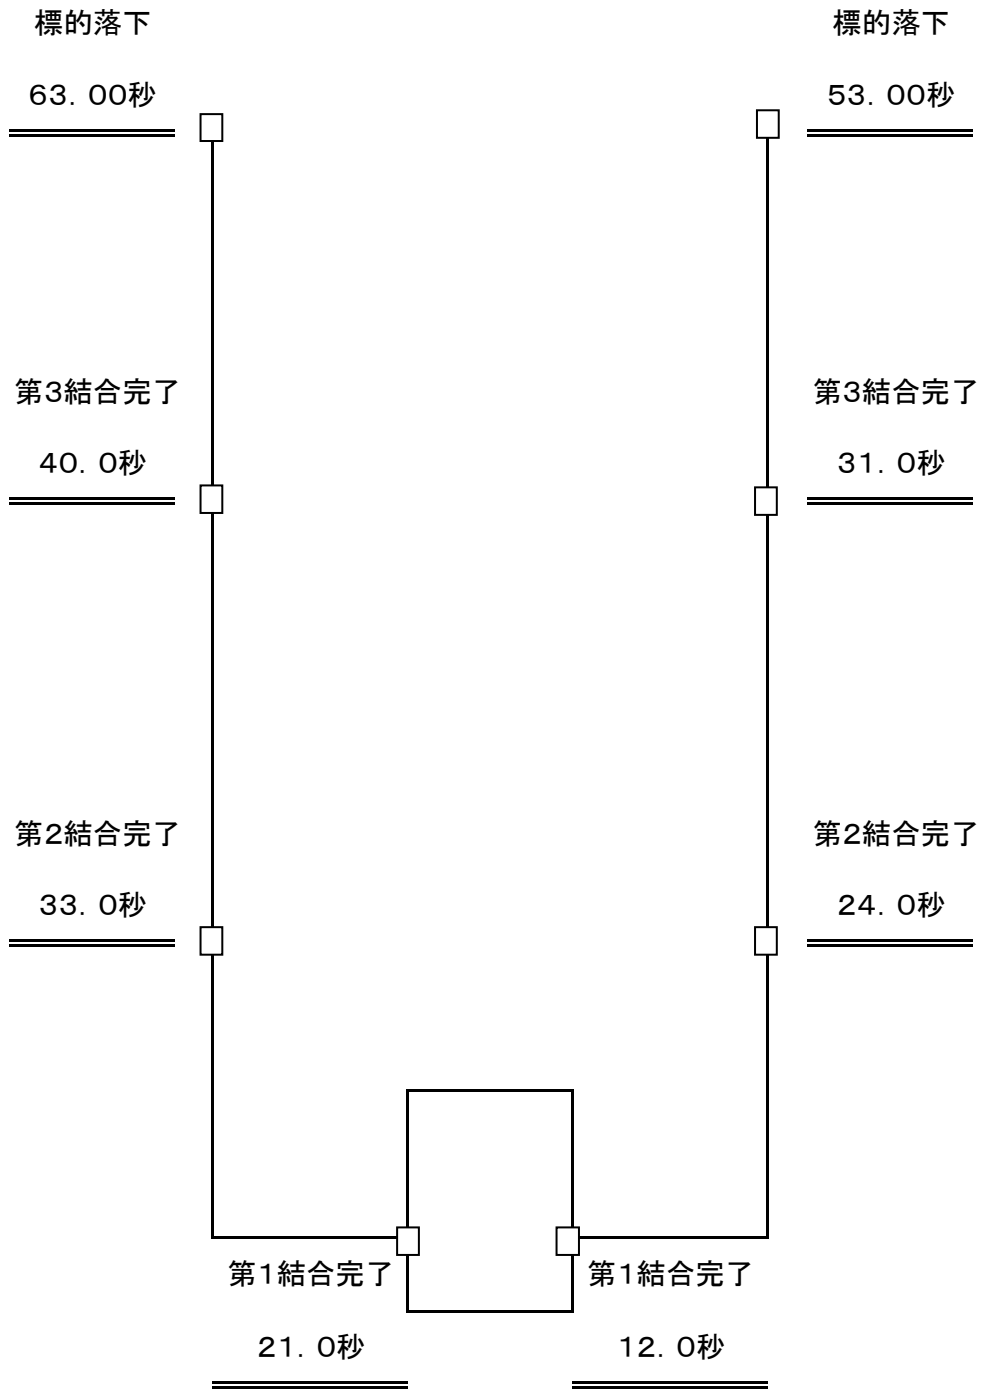 標的落下
標的落下
63．00秒
53．00秒
第3結合完了
第3結合完了
40．0秒
31．0秒
第2結合完了
第2結合完了
33．0秒
24．0秒
第1結合完了
第1結合完了
21．0秒
12．0秒